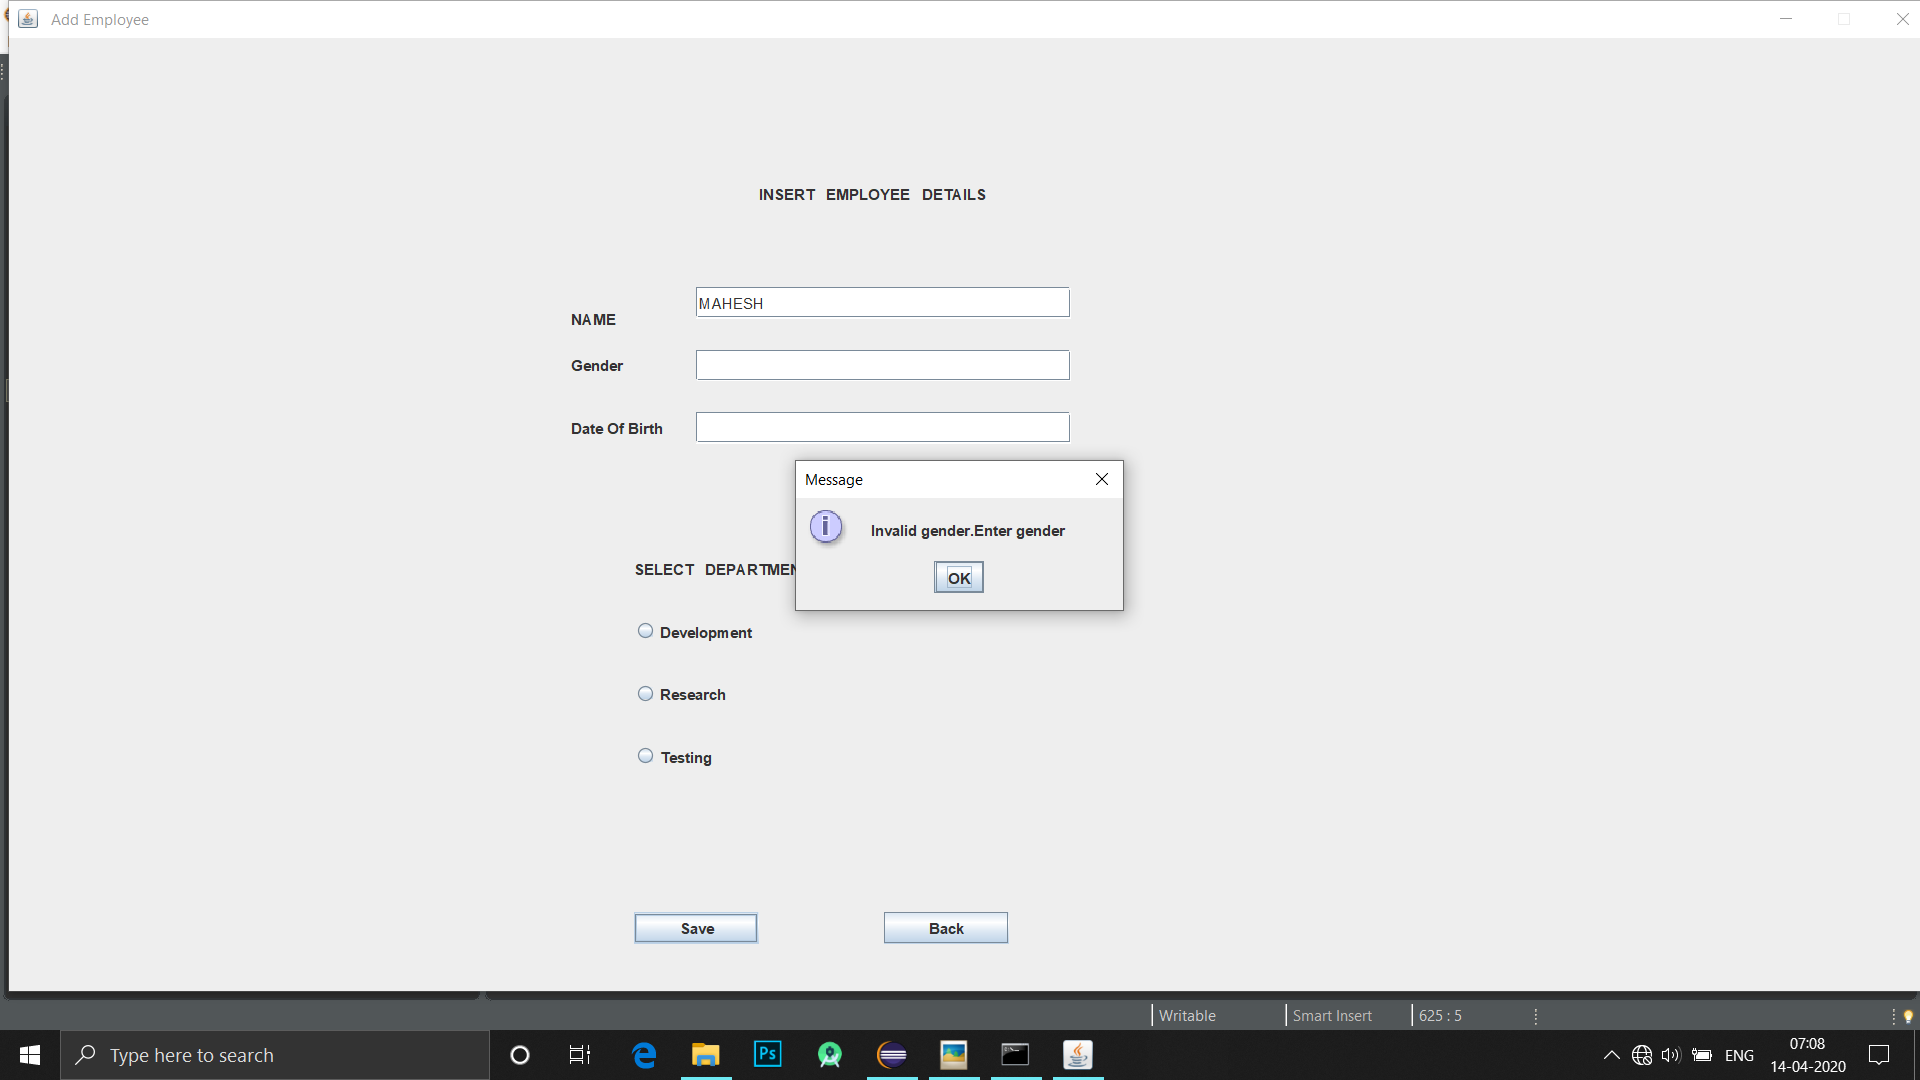 Add Employee
INSERT EMPLOYEE DETAILS
NAME
MAHESH
Gender
Date Of Birth
Message
Invalid gender.Enter gender
OK
SELECT DEPARTMEN
Development
Research
Testing
Save
Back
Writable
Smart Insert
625 : 5
Type here to search
Ps
ENG
07:08
14-04-2020